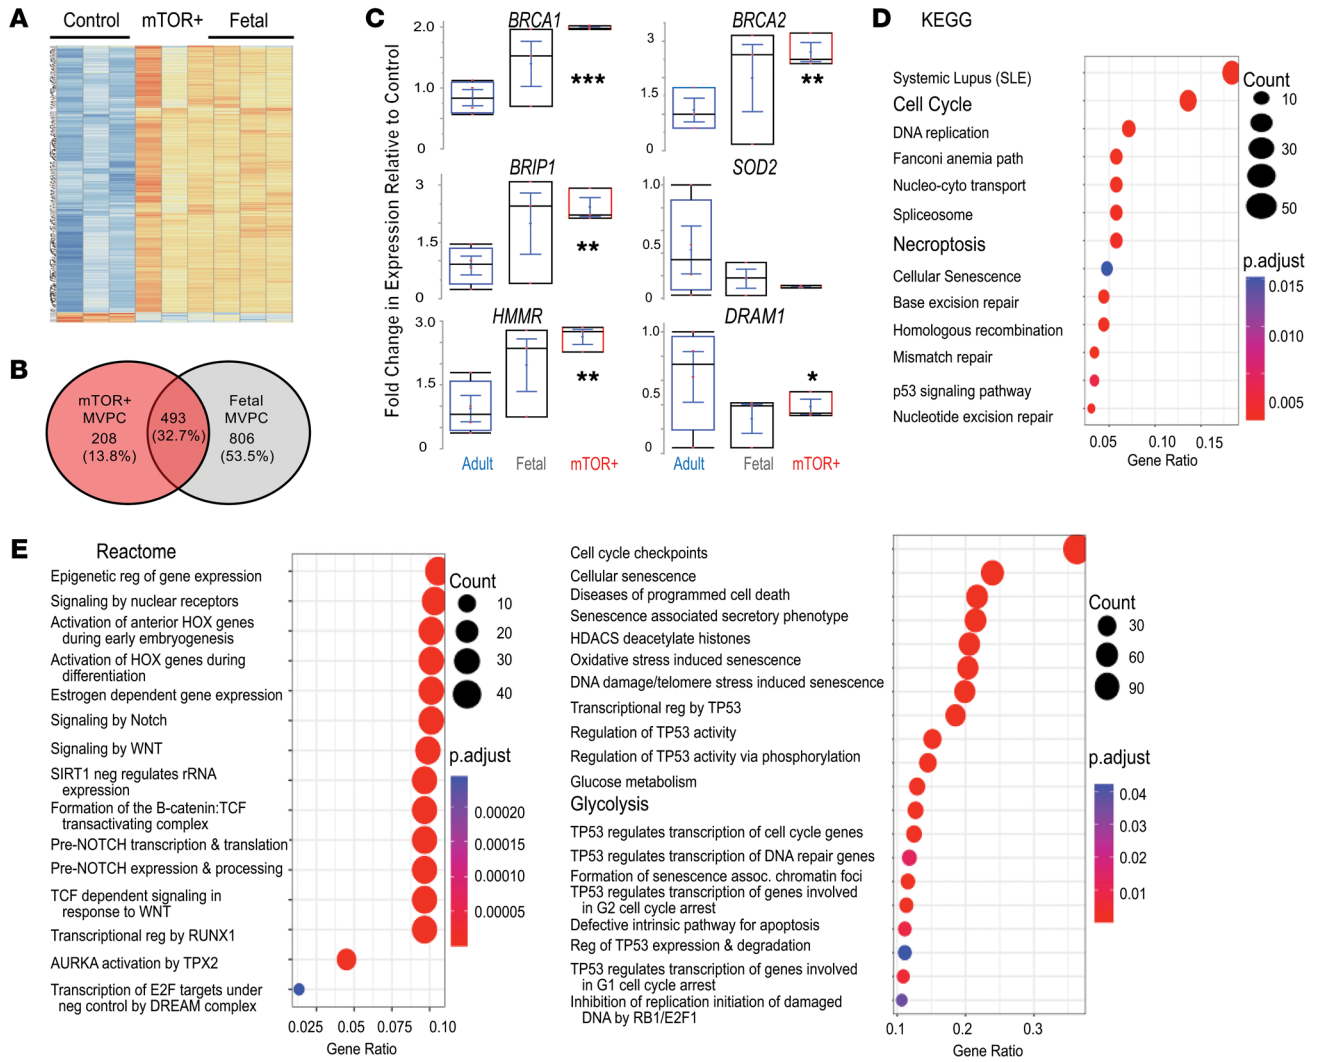 A
Control
mTOR+
Fetal
B
mTOR+
MVPC
208
(13.8%)
493
(32.7%)
Fetal
MVPC
806
(53.5%)
C
Fold Change in Expression Relative to Control
BRCA1
2.0
1.0
0
***
BRCA2
3
1.5
0
**
BRIP1
3
1.5
0
**
SOD2
1.0
0.5
0
HMMR
3.0
1.5
0
**
DRAM1
1.0
0.5
0
*
Adult
Fetal
mTOR+
Adult
Fetal
mTOR+
D
KEGG
Systemic Lupus (SLE)
Cell Cycle
DNA replication
Fanconi anemia path
Nucleo-cyto transport
Spliceosome
Necroptosis
Cellular Senescence
Base excision repair
Homologous recombination
Mismatch repair
p53 signaling pathway
Nucleotide excision repair
0.05
0.10
0.15
Gene Ratio
Count
10
30
50
p.adjust
0.015
0.010
0.005
E
Reactome
Epigenetic reg of gene expression
Signaling by nuclear receptors
Activation of anterior HOX genes
during early embryogenesis
Activation of HOX genes during
differentiation
Estrogen dependent gene expression
Signaling by Notch
Signaling by WNT
SIRT1 neg regulates rRNA
expression
Formation of the B-catenin:TCF
transactivating complex
Pre-NOTCH transcription & translation
Pre-NOTCH expression & processing
TCF dependent signaling in
response to WNT
Transcriptional reg by RUNX1
AURKA activation by TPX2
Transcription of E2F targets under
neg control by DREAM complex
0.025
0.05
0.075
0.10
Gene Ratio
Count
10
20
30
40
p.adjust
0.00020
0.00015
0.00010
0.00005
Cell cycle checkpoints
Cellular senescence
Diseases of programmed cell death
Senescence associated secretory phenotype
HDACS deacetylate histones
Oxidative stress induced senescence
DNA damage/telomere stress induced senescence
Transcriptional reg by TP53
Regulation of TP53 activity
Regulation of TP53 activity via phosphorylation
Glucose metabolism
Glycolysis
TP53 regulates transcription of cell cycle genes
TP53 regulates transcription of DNA repair genes
Formation of senescence assoc. chromatin foci
TP53 regulates transcription of genes involved
in G2 cell cycle arrest
Defective intrinsic pathway for apoptosis
Reg of TP53 expression & degradation
TP53 regulates transcription of genes involved
in G1 cell cycle arrest
Inhibition of replication initiation of damaged
DNA by RB1/E2F1
0.1
0.2
0.3
Gene Ratio
Count
30
60
90
p.adjust
0.04
0.03
0.02
0.01